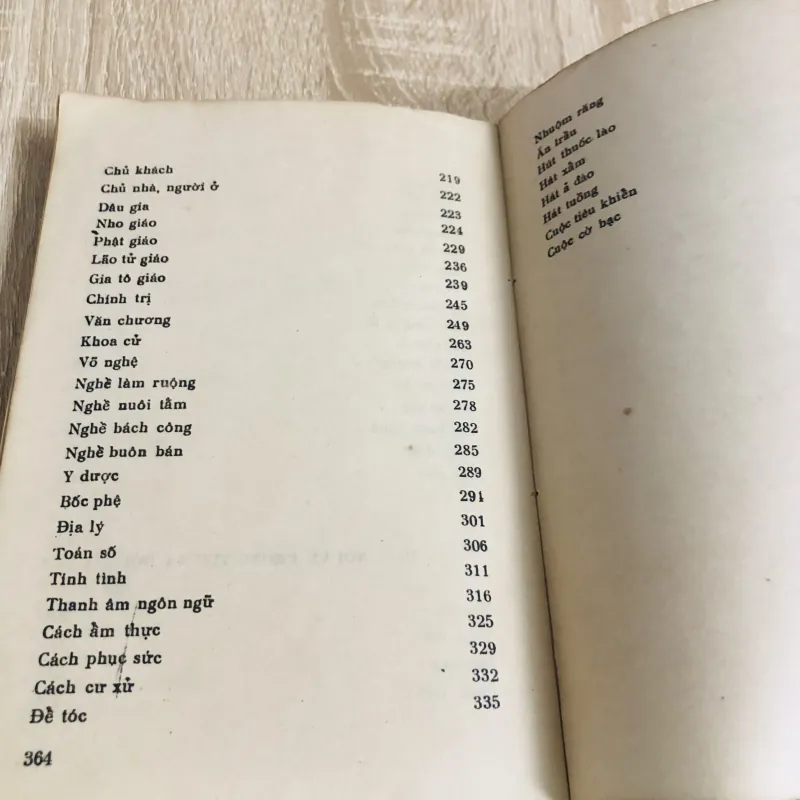 Chủ khách 219
Chủ nhà, người ở 222
Dâu gia 223
Nho giáo 224
Phật giáo 229
Lão tử giáo 236
Gia tô giáo 239
Chính trị 245
Văn chương 249
Khoa cử 263
Võ nghệ 270
Nghề làm ruộng 275
Nghề nuôi tằm 278
Nghề bách công 282
Nghề buôn bán 285
Y dược 289
Bốc phệ 291
Địa lý 301
Toán số 306
Tính tình 311
Thanh âm ngôn ngữ 316
Cách ẩm thực 325
Cách phục sức 329
Cách cư xử 332
Để tóc 335
364
Nhuộm răng
Ăn trầu
Hút thuốc lào
Hát xẩm
Hát ả đào
Hát tuồng
Cuộc tiêu khiển
Cuộc cờ bạc